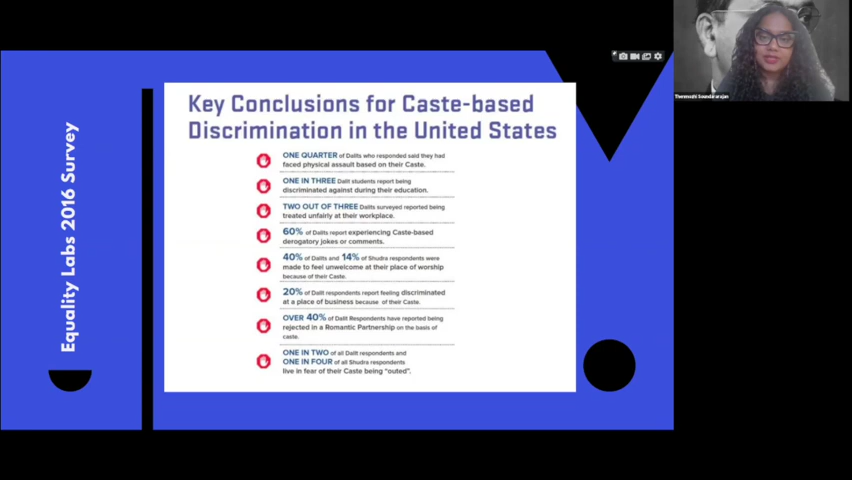 Equality Labs 2016 Survey
Key Conclusions for Caste-based
Discrimination in the United States
ONE QUARTER of Dalits who responded said they had
faced physical assault based on their Caste.
ONE IN THREE Dalit students report being
discriminated against during their education.
TWO OUT OF THREE Dalits surveyed reported being
treated unfairly at their workplace.
60% of Dalits report experiencing Caste-based
derogatory jokes or comments.
40% of Dalits and 14% of Shudra respondents were
made to feel unwelcome at their place of worship
because of their Caste.
20% of Dalit respondents report feeling discriminated
at a place of business because of their Caste.
OVER 40% of Dalit Respondents have reported being
rejected in a Romantic Partnership on the basis of
caste.
ONE IN TWO of all Dalit respondents and
ONE IN FOUR of all Shudra respondents
live in fear of their Caste being "outed".
Thenmozhi Soundararajan